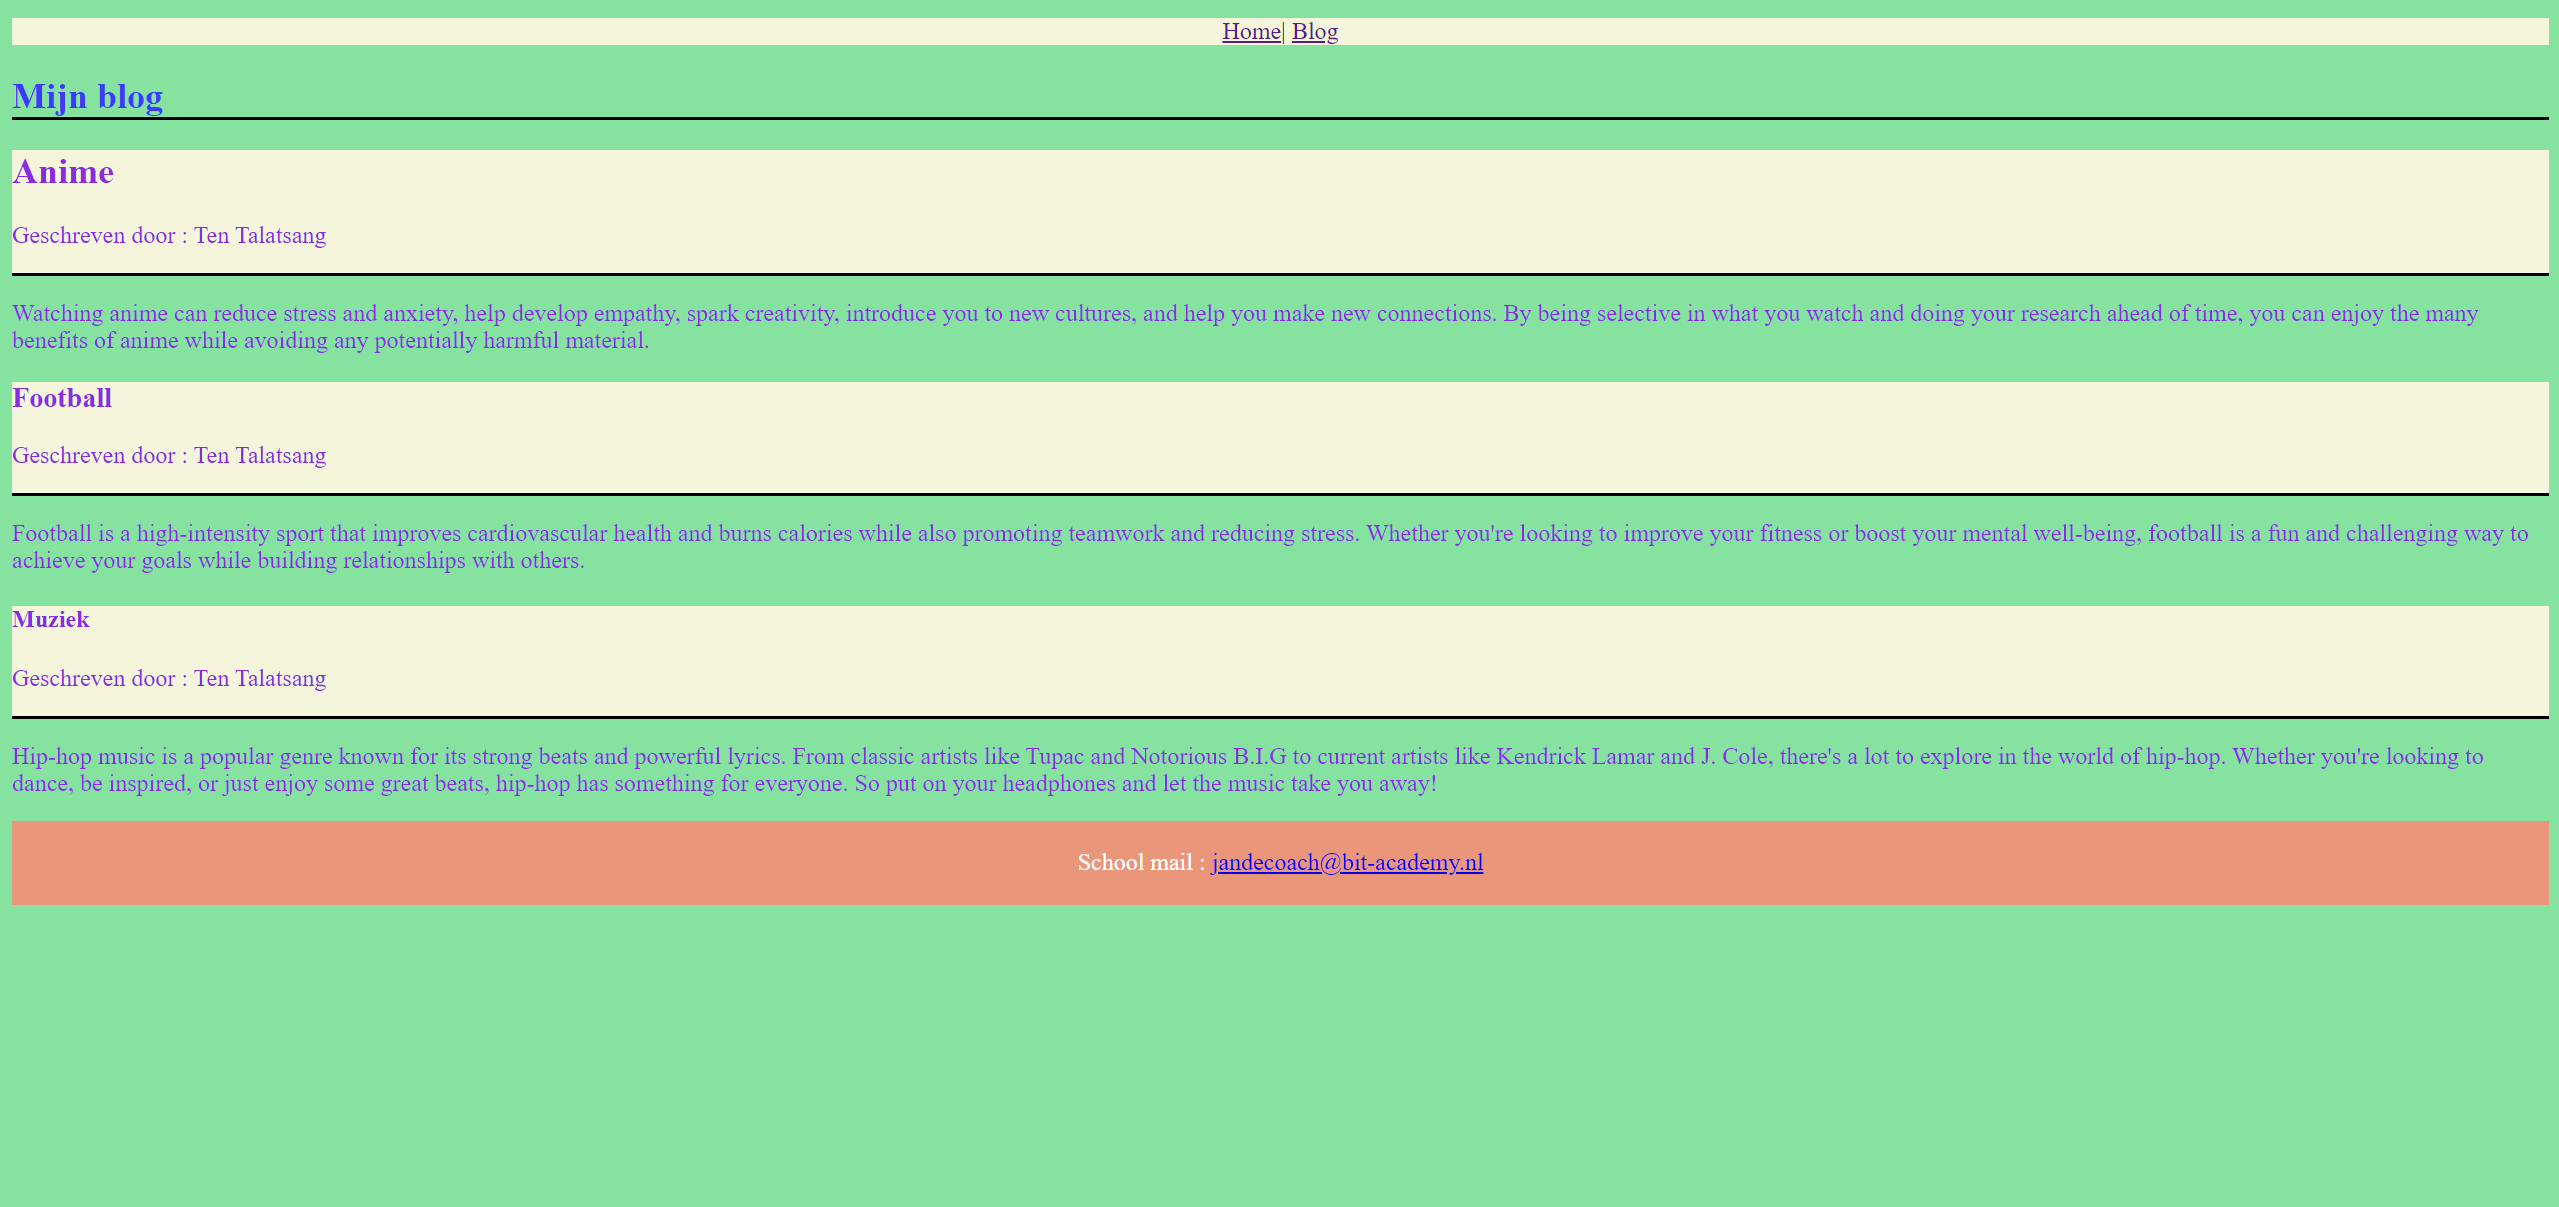 Home| Blog
Mijn blog
Anime
Geschreven door : Ten Talatsang
Watching anime can reduce stress and anxiety, help develop empathy, spark creativity, introduce you to new cultures, and help you make new connections. By being selective in what you watch and doing your research ahead of time, you can enjoy the many
benefits of anime while avoiding any potentially harmful material.
Football
Geschreven door : Ten Talatsang
Football is a high-intensity sport that improves cardiovascular health and burns calories while also promoting teamwork and reducing stress. Whether you're looking to improve your fitness or boost your mental well-being, football is a fun and challenging way to
achieve your goals while building relationships with others.
Muziek
Geschreven door : Ten Talatsang
Hip-hop music is a popular genre known for its strong beats and powerful lyrics. From classic artists like Tupac and Notorious B.I.G to current artists like Kendrick Lamar and J. Cole, there's a lot to explore in the world of hip-hop. Whether you're looking to
dance, be inspired, or just enjoy some great beats, hip-hop has something for everyone. So put on your headphones and let the music take you away!
School mail : jandecoach@bit-academy.nl